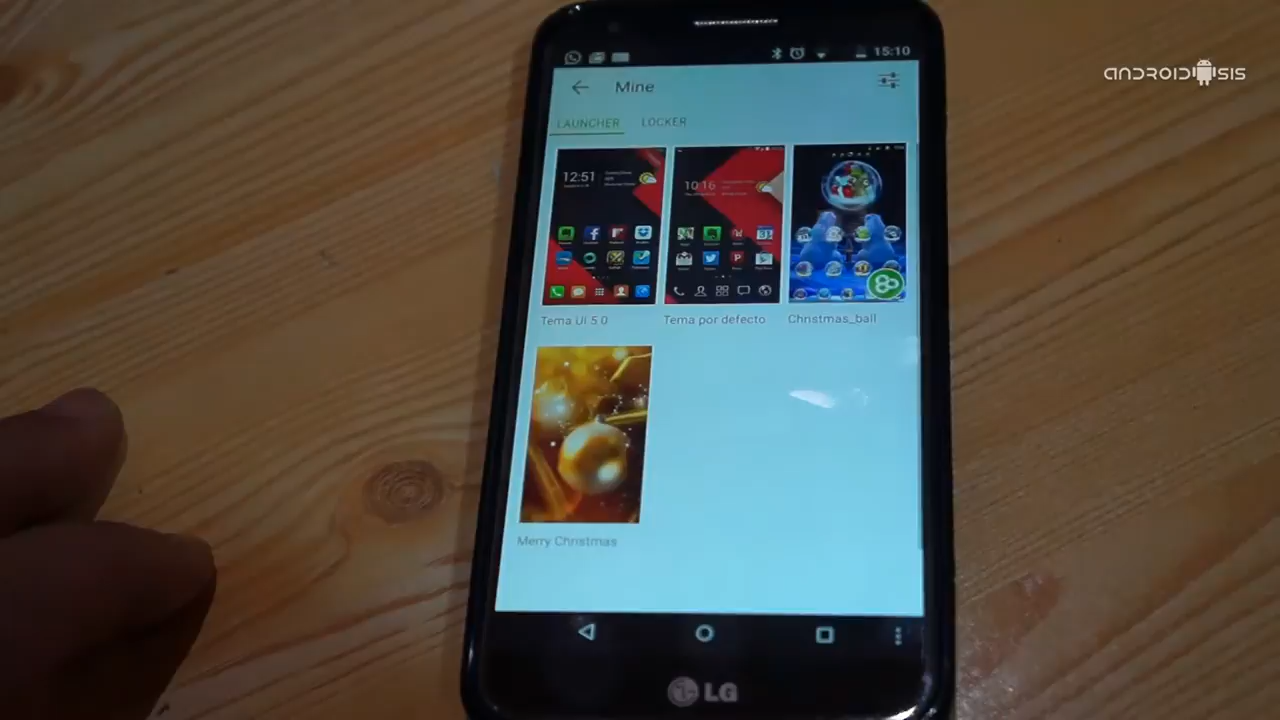 15:10
ANDROIDSIS
Mine
LAUNCHER LOCKER
12:51
10:16
Tema UI 5.0 Tema por defecto Christmas_ball
Merry Christmas
LG